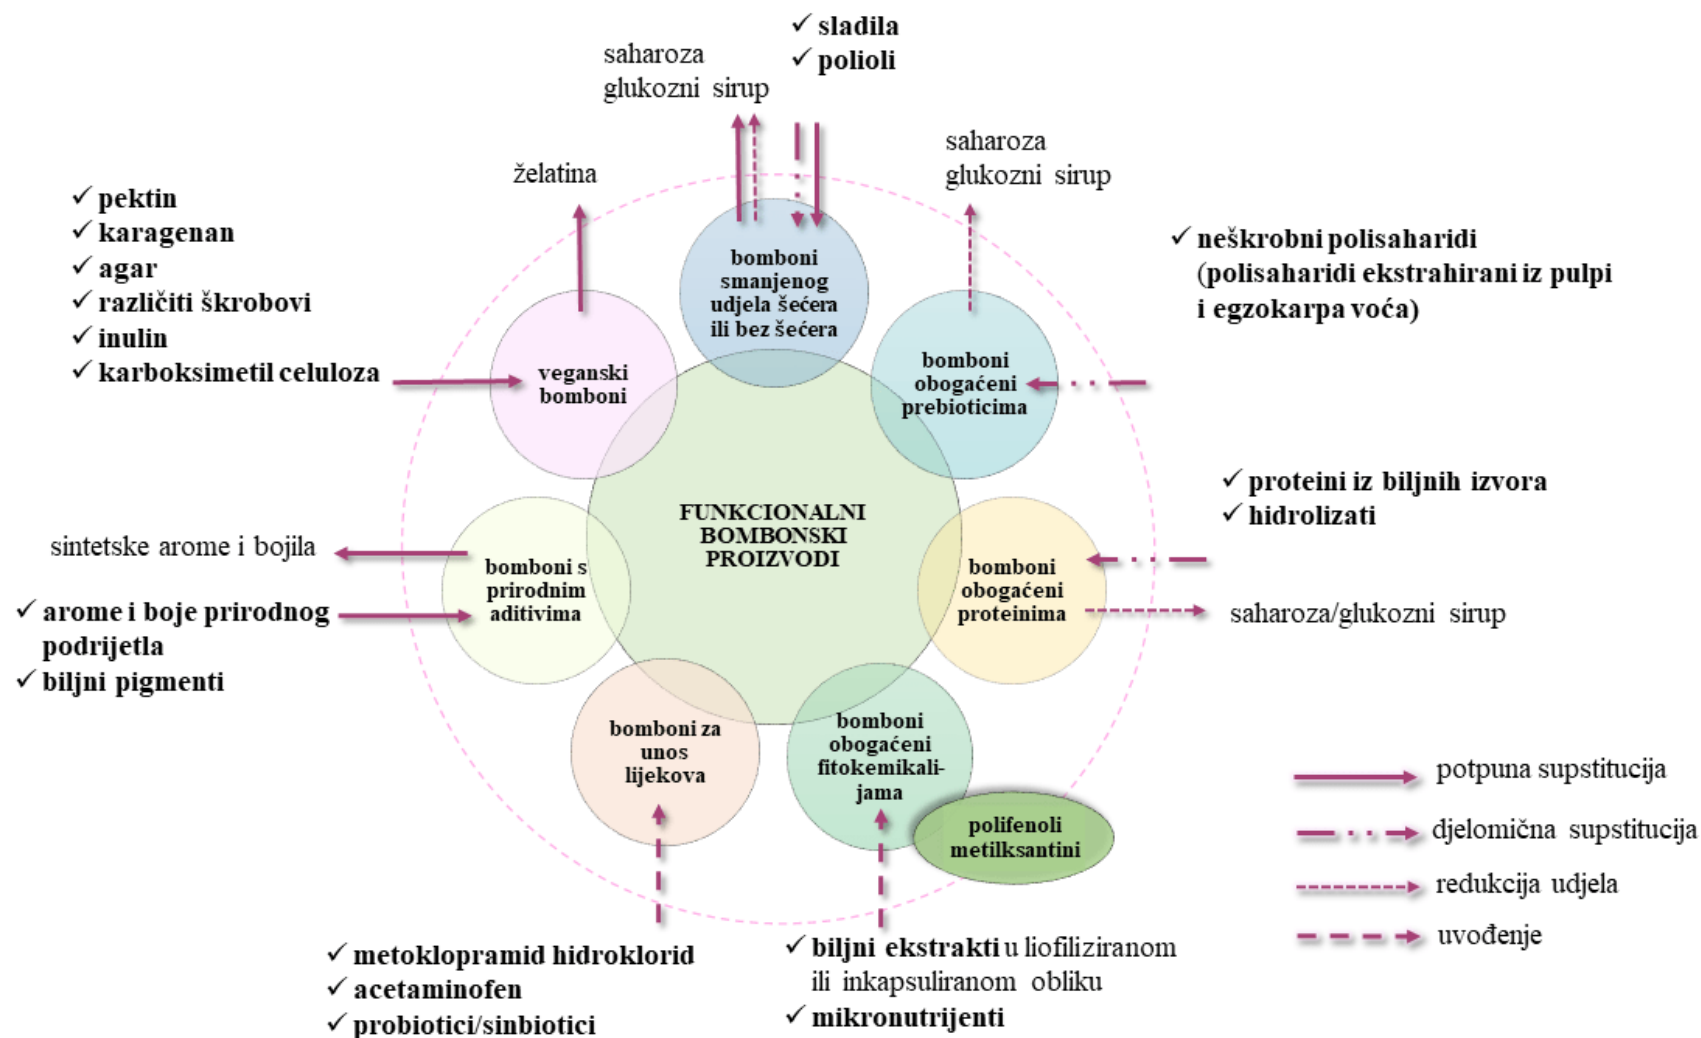 ✓ sladila
✓ polioli
saharoza
glukozni sirup
saharoza
glukozni sirup
želatina
✓ pektin
✓ karagenan
✓ agar
✓ različiti škrobovi
✓ inulin
✓ karboksimetil celuloza
✓ neškrobni polisaharidi
(polisaharidi ekstrahirani iz pulpi
i egzokarpa voća)
bomboni
smanjenog
udjela šećera
ili bez šećera
veganski
bomboni
bomboni
obogaćeni
prebioticima
✓ proteini iz biljnih izvora
✓ hidrolizati
FUNKCIONALNI
BOMBONSKI
PROIZVODI
sintetske arome i bojila
✓ arome i boje prirodnog
podrijetla
✓ biljni pigmenti
bomboni s
prirodnim
aditivima
bomboni
obogaćeni
proteinima
saharoza/glukozni sirup
bomboni za
unos
lijekova
bomboni
obogaćeni
fitokemikali-
jama
polifenoli
metilksantini
✓ metoklopramid hidroklorid
✓ acetaminofen
✓ probiotici/sinbiotici
✓ biljni ekstrakti u liofiliziranom
ili inkapsuliranom obliku
✓ mikronutrijenti
potpuna supstitucija
djelomična supstitucija
redukcija udjela
uvođenje